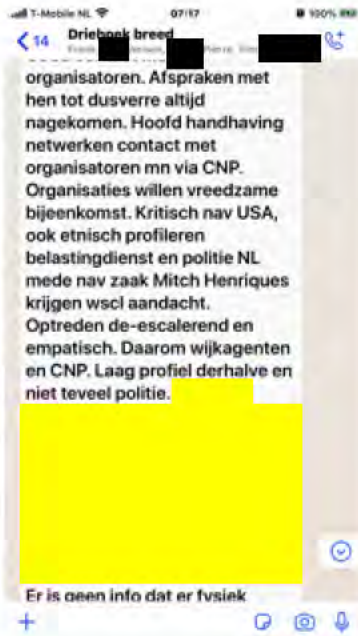 T-Mobile NL 07:17 100%
14 Driehoek breed
organisatoren. Afspraken met
hen tot dusverre altijd
nagekomen. Hoofd handhaving
netwerken contact met
organisatoren mn via CNP.
Organisaties willen vreedzame
bijeenkomst. Kritisch nav USA,
ook etnisch profileren
belastingdienst en politie NL
mede nav zaak Mitch Henriques
krijgen wscl aandacht.
Optreden de-escalerend en
empatisch. Daarom wijkagenten
en CNP. Laag profiel derhalve en
niet teveel politie.
Er is geen info dat er fysiek